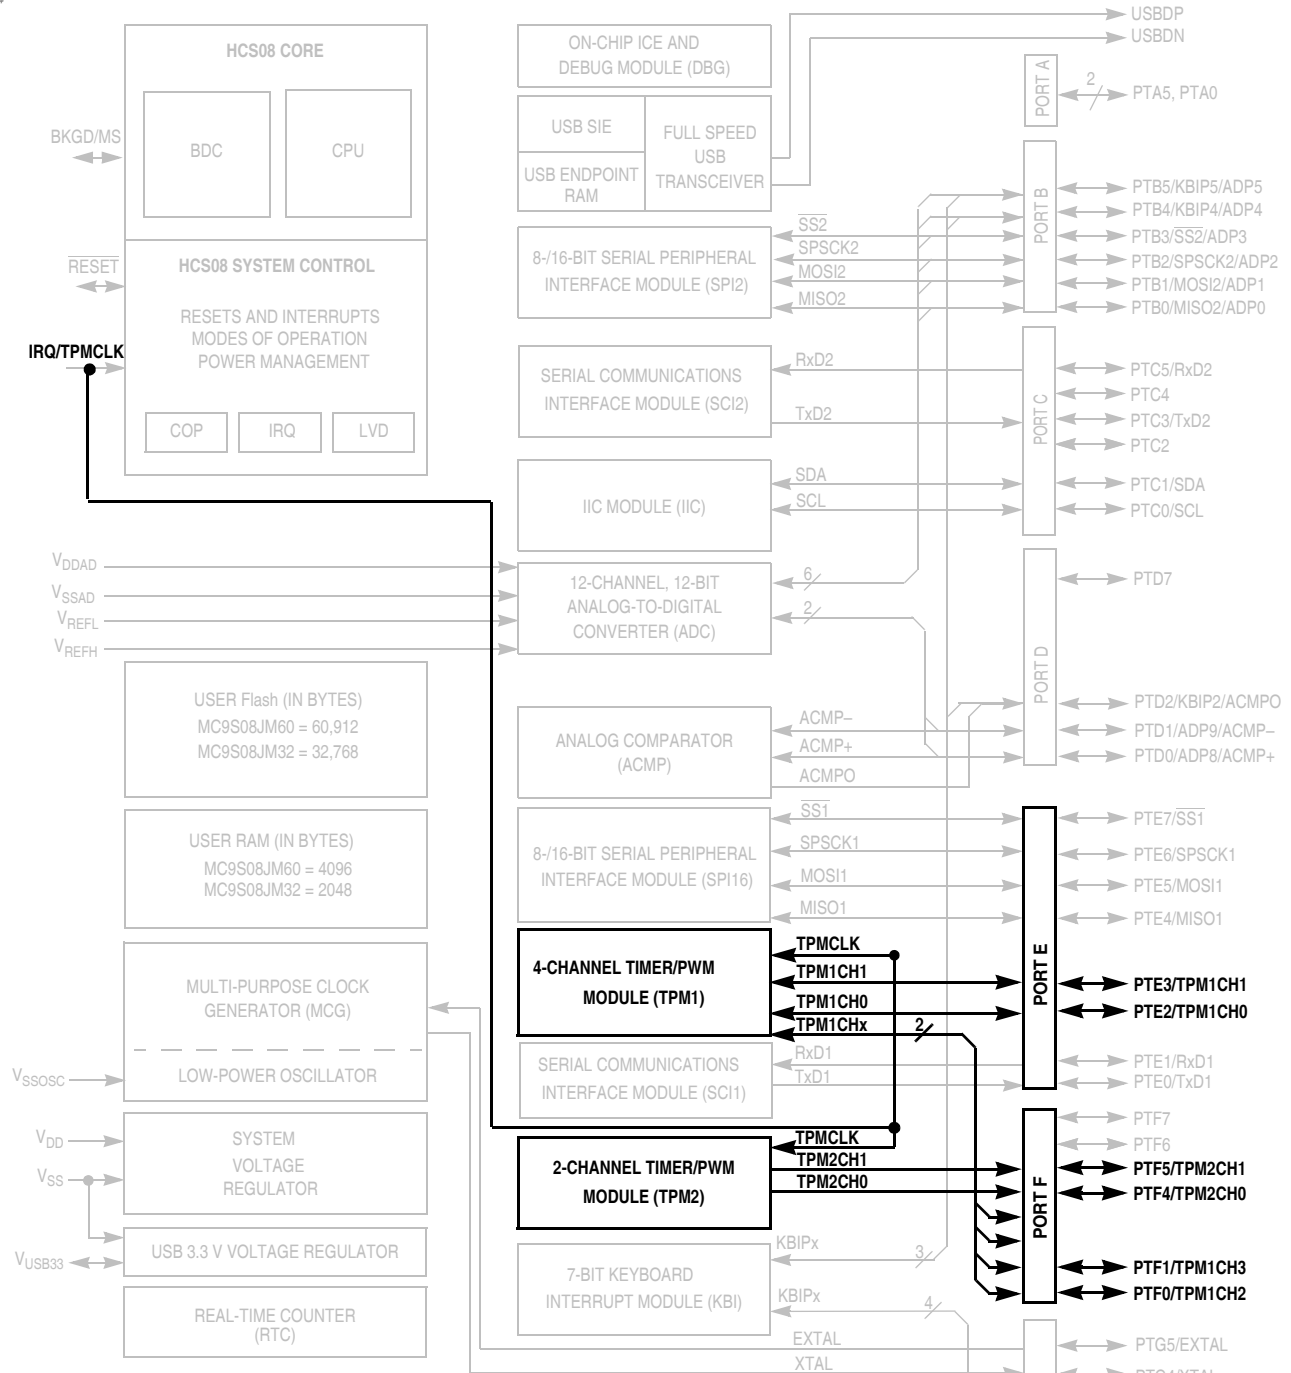 HCS08 CORE
BDC
CPU
BKGD/MS
RESET
HCS08 SYSTEM CONTROL
RESETS AND INTERRUPTS
MODES OF OPERATION
POWER MANAGEMENT
IRQ/TPMCLK
COP
IRQ
LVD
VDDAD
VSSAD
VREFL
VREFH
USER Flash (IN BYTES)
MC9S08JM60 = 60,912
MC9S08JM32 = 32,768
USER RAM (IN BYTES)
MC9S08JM60 = 4096
MC9S08JM32 = 2048
MULTI-PURPOSE CLOCK
GENERATOR (MCG)
LOW-POWER OSCILLATOR
VSSOSC
VDD
VSS
SYSTEM
VOLTAGE
REGULATOR
VUSB33
USB 3.3 V VOLTAGE REGULATOR
REAL-TIME COUNTER
(RTC)
ON-CHIP ICE AND
DEBUG MODULE (DBG)
USB SIE
USB ENDPOINT
RAM
FULL SPEED
USB
TRANSCEIVER
USBDP
USBDN
8-/16-BIT SERIAL PERIPHERAL
INTERFACE MODULE (SPI2)
SS2
SPSCK2
MOSI2
MISO2
SERIAL COMMUNICATIONS
INTERFACE MODULE (SCI2)
RxD2
TxD2
IIC MODULE (IIC)
SDA
SCL
12-CHANNEL, 12-BIT
ANALOG-TO-DIGITAL
CONVERTER (ADC)
6
2
ANALOG COMPARATOR
(ACMP)
ACMP–
ACMP+
ACMPO
8-/16-BIT SERIAL PERIPHERAL
INTERFACE MODULE (SPI16)
SS1
SPSCK1
MOSI1
MISO1
4-CHANNEL TIMER/PWM
MODULE (TPM1)
TPMCLK
TPM1CH1
TPM1CH0
TPM1CHx
2
SERIAL COMMUNICATIONS
INTERFACE MODULE (SCI1)
RxD1
TxD1
2-CHANNEL TIMER/PWM
MODULE (TPM2)
TPMCLK
TPM2CH1
TPM2CH0
7-BIT KEYBOARD
INTERRUPT MODULE (KBI)
KBIPx
3
KBIPx
4
EXTAL
XTAL
PORT A
2
PTA5, PTA0
PORT B
PTB5/KBIP5/ADP5
PTB4/KBIP4/ADP4
PTB3/SS2/ADP3
PTB2/SPSCK2/ADP2
PTB1/MOSI2/ADP1
PTB0/MISO2/ADP0
PORT C
PTC5/RxD2
PTC4
PTC3/TxD2
PTC2
PTC1/SDA
PTC0/SCL
PORT D
PTD7
PTD2/KBIP2/ACMPO
PTD1/ADP9/ACMP–
PTD0/ADP8/ACMP+
PORT E
PTE7/SS1
PTE6/SPSCK1
PTE5/MOSI1
PTE4/MISO1
PTE3/TPM1CH1
PTE2/TPM1CH0
PTE1/RxD1
PTE0/TxD1
PORT F
PTF7
PTF6
PTF5/TPM2CH1
PTF4/TPM2CH0
PTF1/TPM1CH3
PTF0/TPM1CH2
PTG5/EXTAL